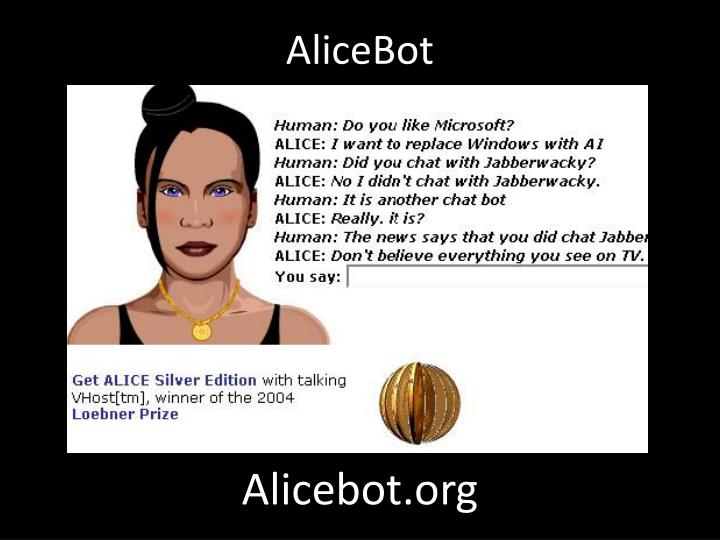 AliceBot
Human: Do you like Microsoft?
ALICE: I want to replace Windows with AI
Human: Did you chat with Jabberwacky?
ALICE: No I didn't chat with Jabberwacky.
Human: It is another chat bot
ALICE: Really. it is?
Human: The news says that you did chat Jabber
ALICE: Don't believe everything you see on TV.
You say:
Get ALICE Silver Edition with talking
VHost[tm], winner of the 2004
Loebner Prize
Alicebot.org